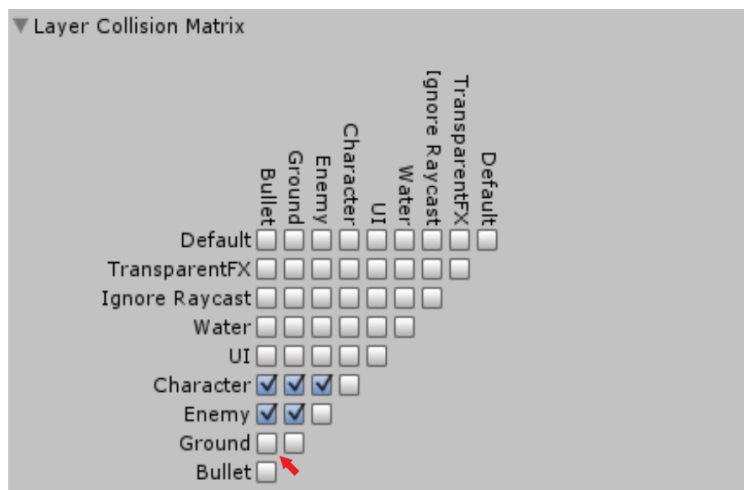 Layer Collision Matrix
Bullet
Ground
Enemy
Character
UI
Water
Ignore Raycast
TransparentFX
Default
Default
TransparentFX
Ignore Raycast
Water
UI
Character
Enemy
Ground
Bullet